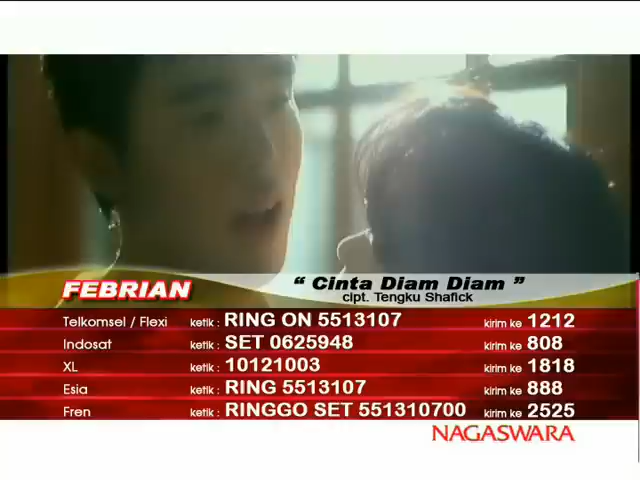 FEBRIAN
“ Cinta Diam Diam ”
cipt. Tengku Shafick
Telkomsel / Flexi ketik : RING ON 5513107 kirim ke 1212
Indosat ketik : SET 0625948 kirim ke 808
XL ketik : 10121003 kirim ke 1818
Esia ketik : RING 5513107 kirim ke 888
Fren ketik : RINGGO SET 551310700 kirim ke 2525
NAGASWARA